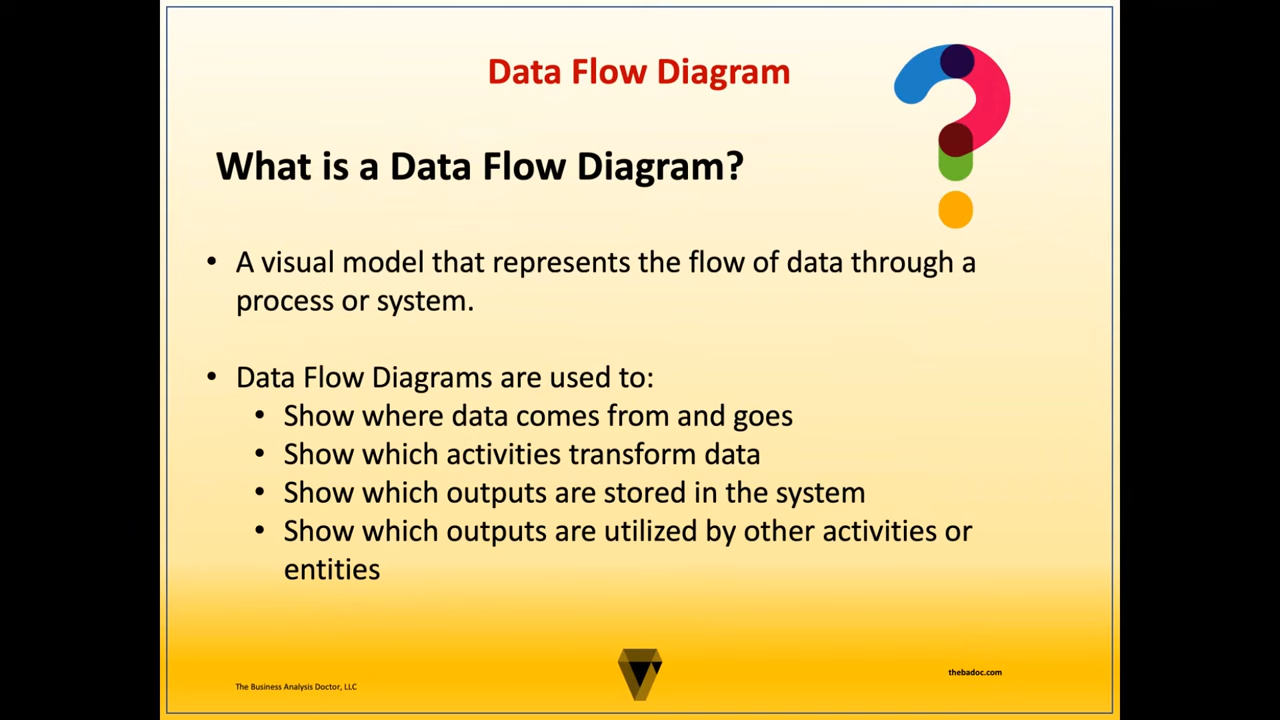 Data Flow Diagram
What is a Data Flow Diagram?
• A visual model that represents the flow of data through a
process or system.
• Data Flow Diagrams are used to:
• Show where data comes from and goes
• Show which activities transform data
• Show which outputs are stored in the system
• Show which outputs are utilized by other activities or
entities
The Business Analysis Doctor, LLC
thebadoc.com